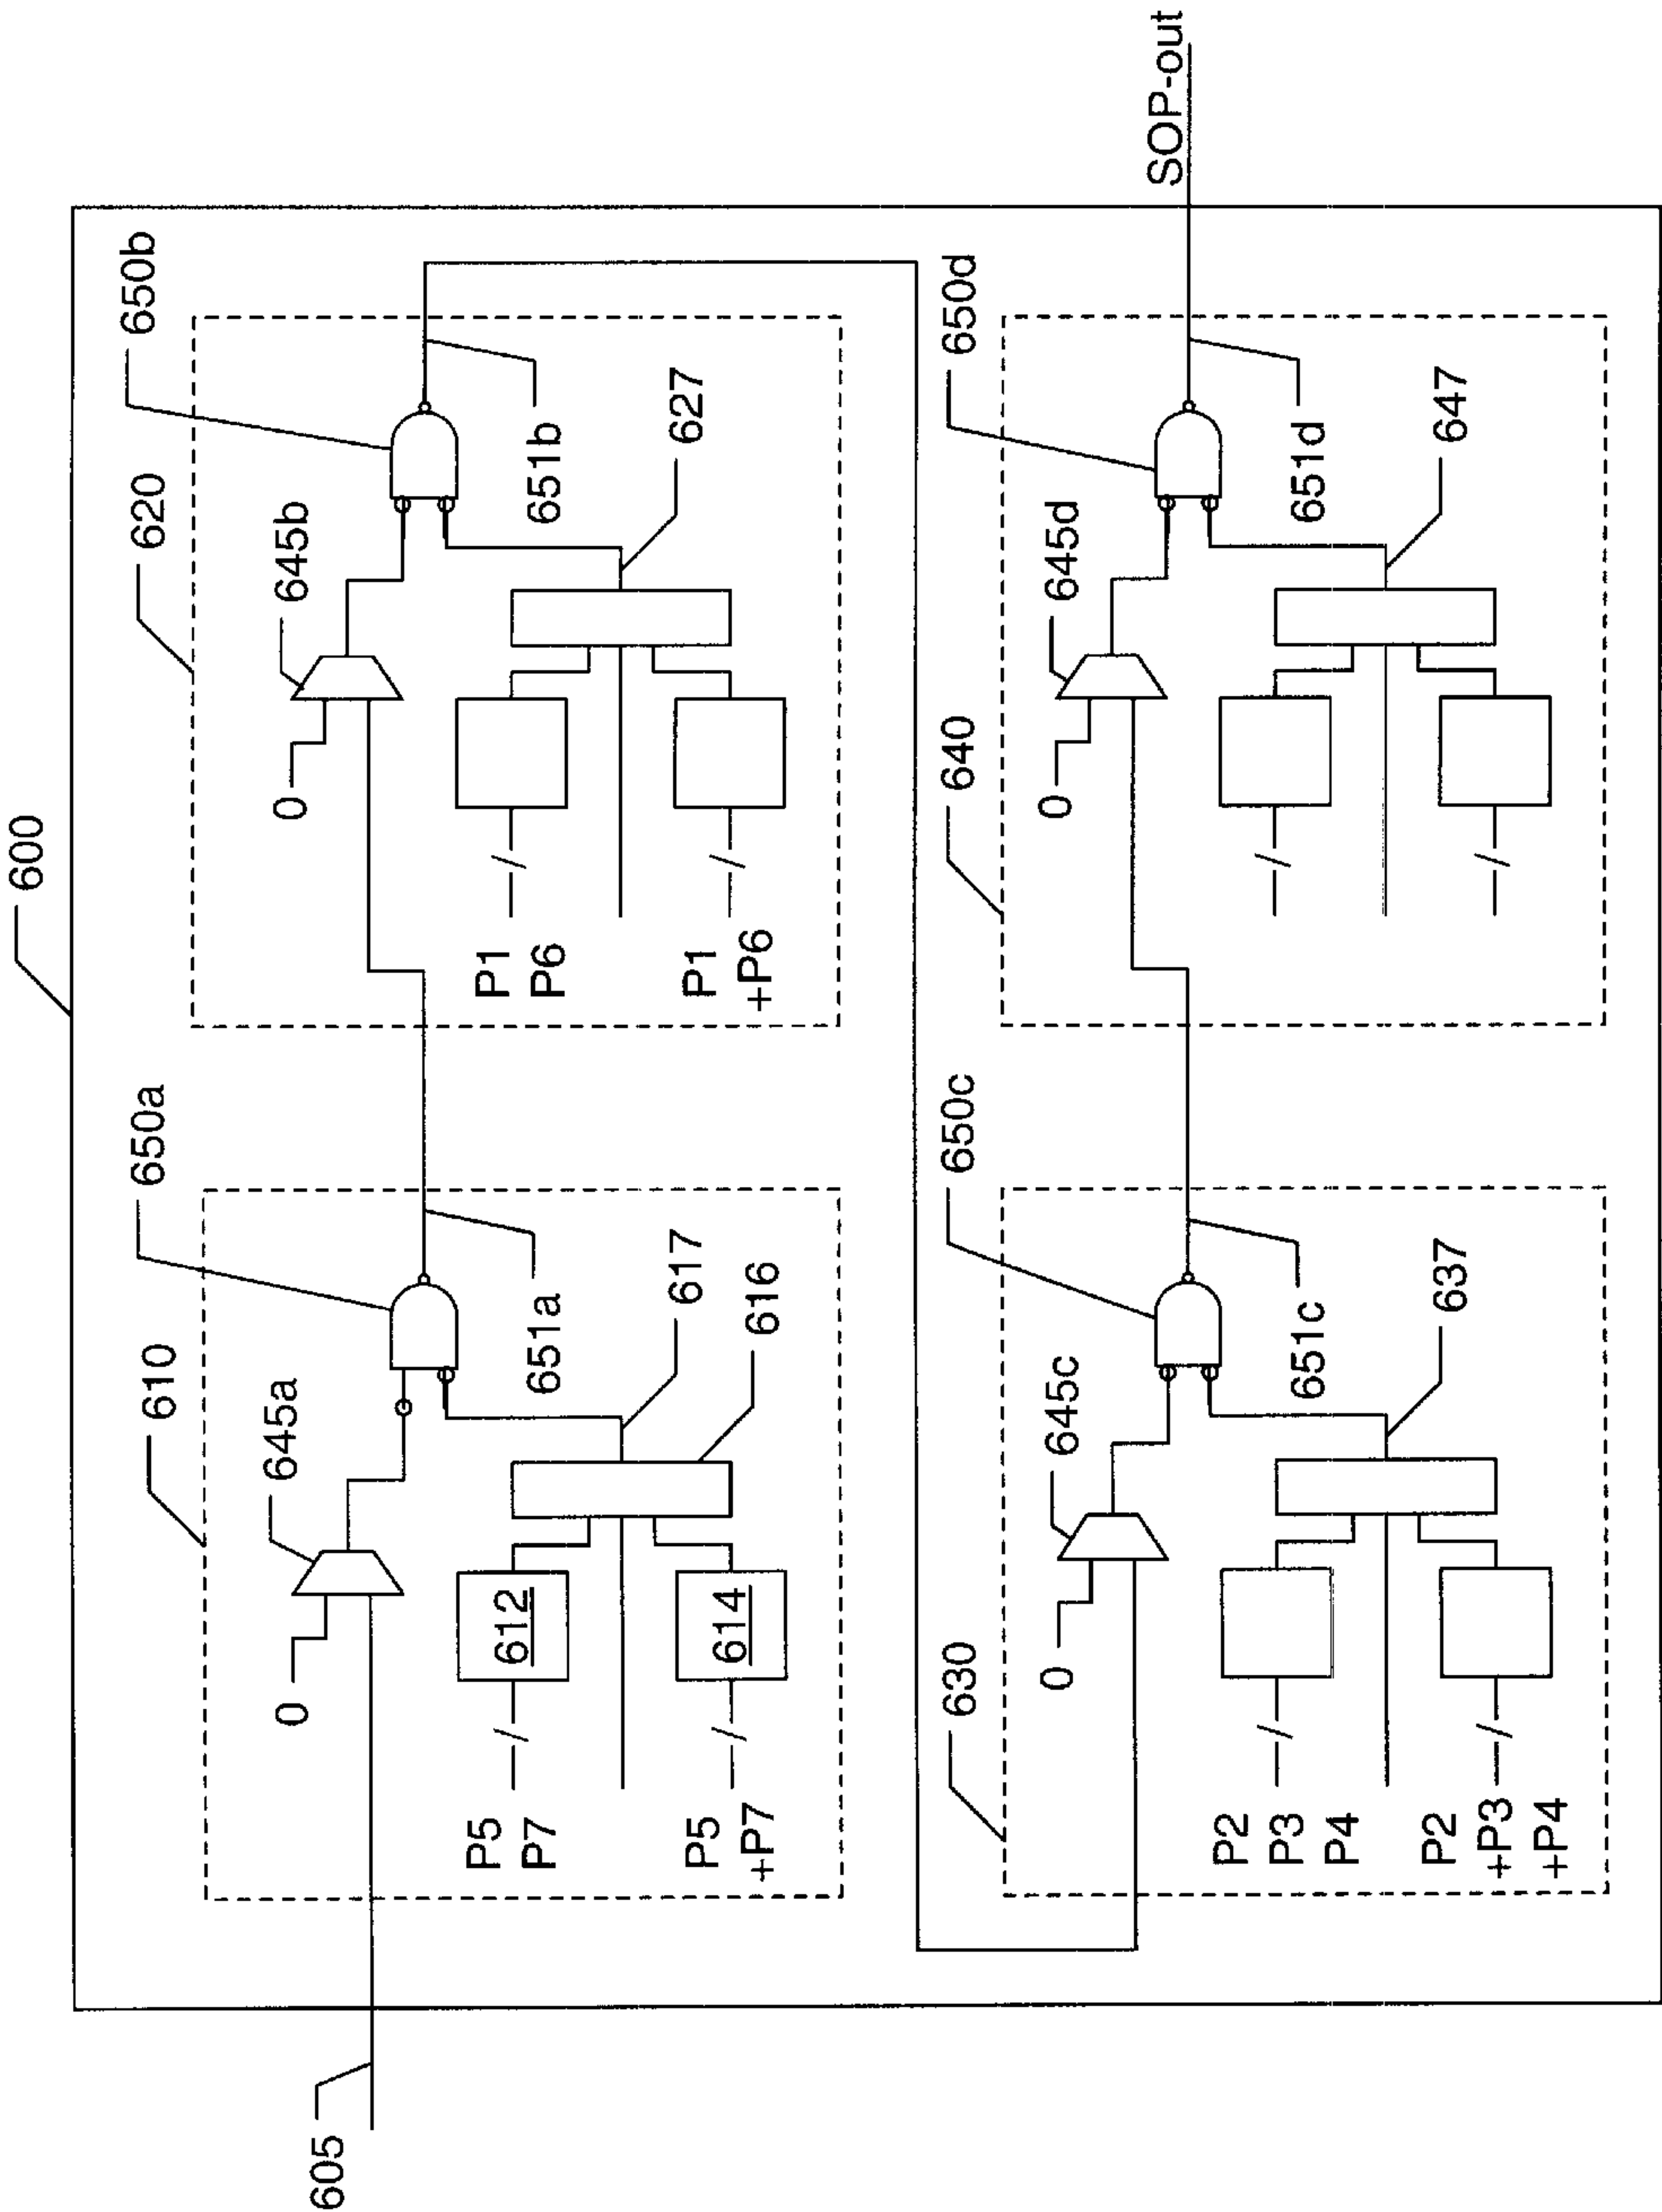 600
605
610
645a
650a
0
612
614
P5
P7
P5
+P7
651a
617
616
620
645b
650b
0
P1
P6
P1
+P6
651b
627
630
645c
650c
0
P2
P3
P4
P2
+P3
+P4
651c
637
640
645d
650d
0
651d
647
SOP-out